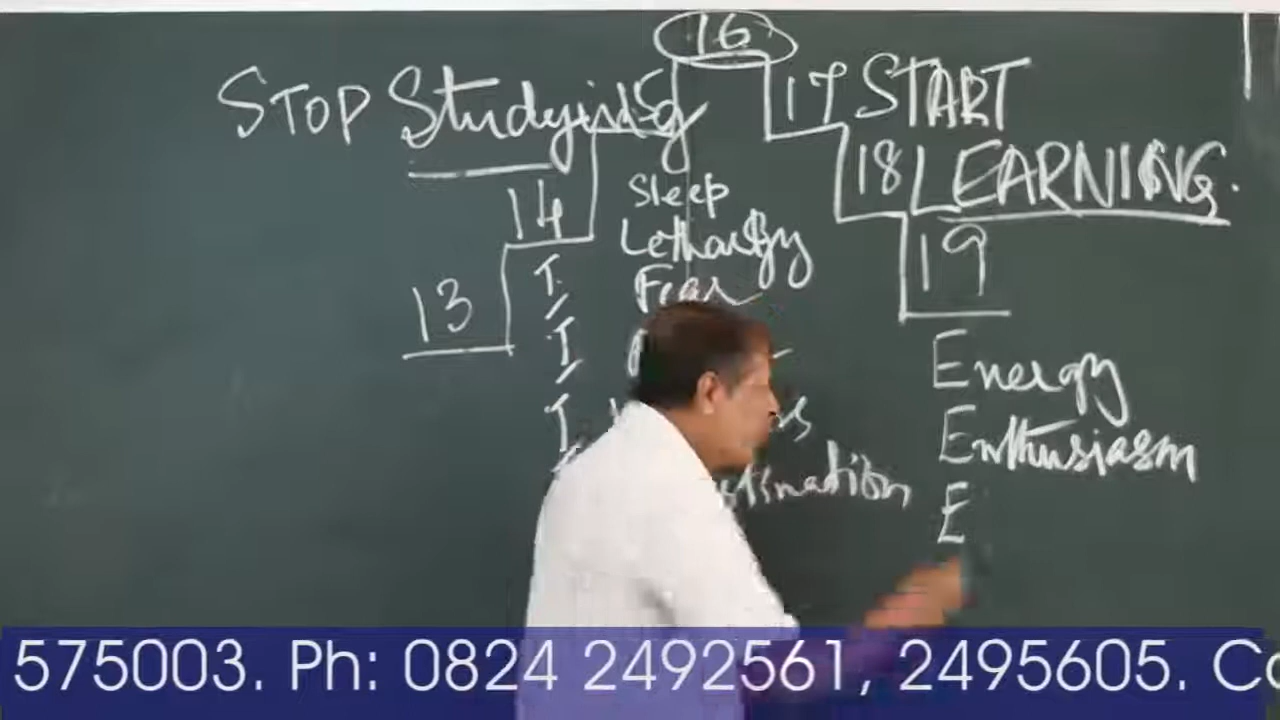 16
STOP Studying 15 17 START
18 LEARNING.
14 Sleep
Lethargy 19
13 I. Fear
I
I
Energy
Enthusiasm
E
575003. Ph: 0824 2492561, 2495605. Co